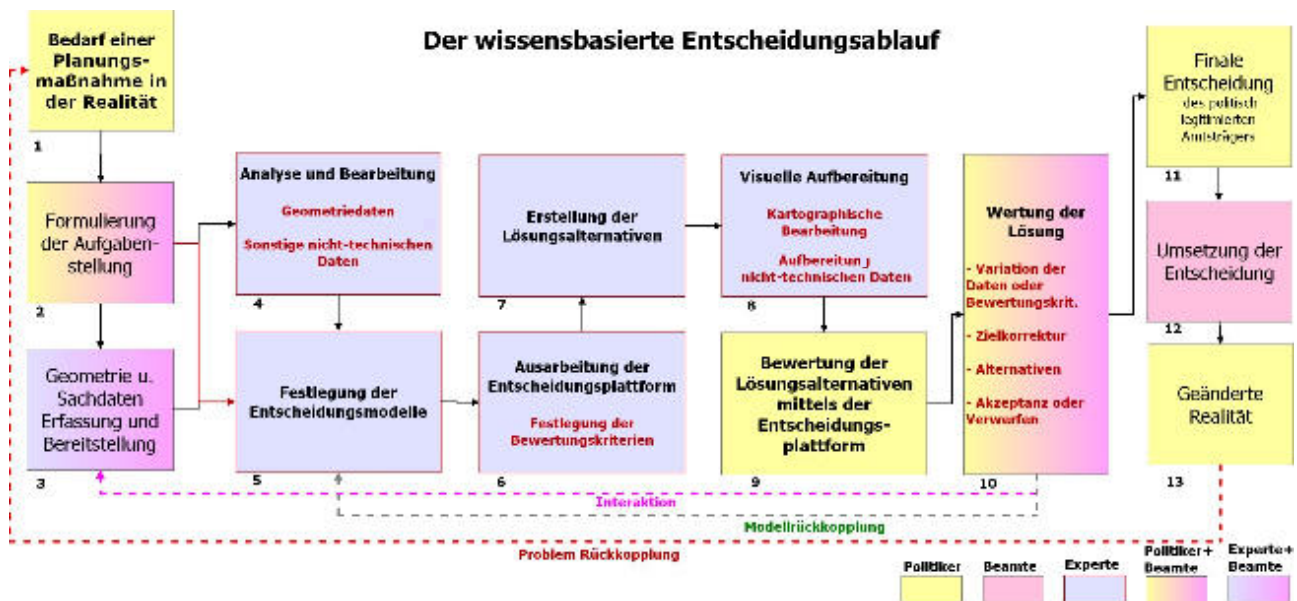 Der wissensbasierte Entscheidungsablauf
Bedarf einer
Planungs-
maßnahme in
der Realität
1
Formulierung
der Aufgaben-
stellung
2
Geometrie u.
Sachdaten
Erfassung und
Bereitstellung
3
Analyse und Bearbeitung
Geometriedaten
Sonstige nicht-technischen
Daten
4
Festlegung der
Entscheidungsmodelle
5
Ausarbeitung der
Entscheidungsplattform
Festlegung der
Bewertungskriterien
6
Erstellung der
Lösungsalternativen
7
Visuelle Aufbereitung
Kartographische
Bearbeitung
Aufbereitung
nicht-technischen Daten
8
Bewertung der
Lösungsalternativen
mittels der
Entscheidungs-
plattform
9
Wertung der
Lösung
- Variation der
Daten oder
Bewertungskrit.
- Zielkorrektur
- Alternativen
- Akzeptanz oder
Verwurfen
10
Finale
Entscheidung
des politisch
legitimierten
Amtsträgers
11
Umsetzung der
Entscheidung
12
Geänderte
Realität
13
Interaktion
Modellrückkopplung
Problem Rückkopplung
Politiker
Beamte
Experte
Politiker+
Beamte
Experte+
Beamte